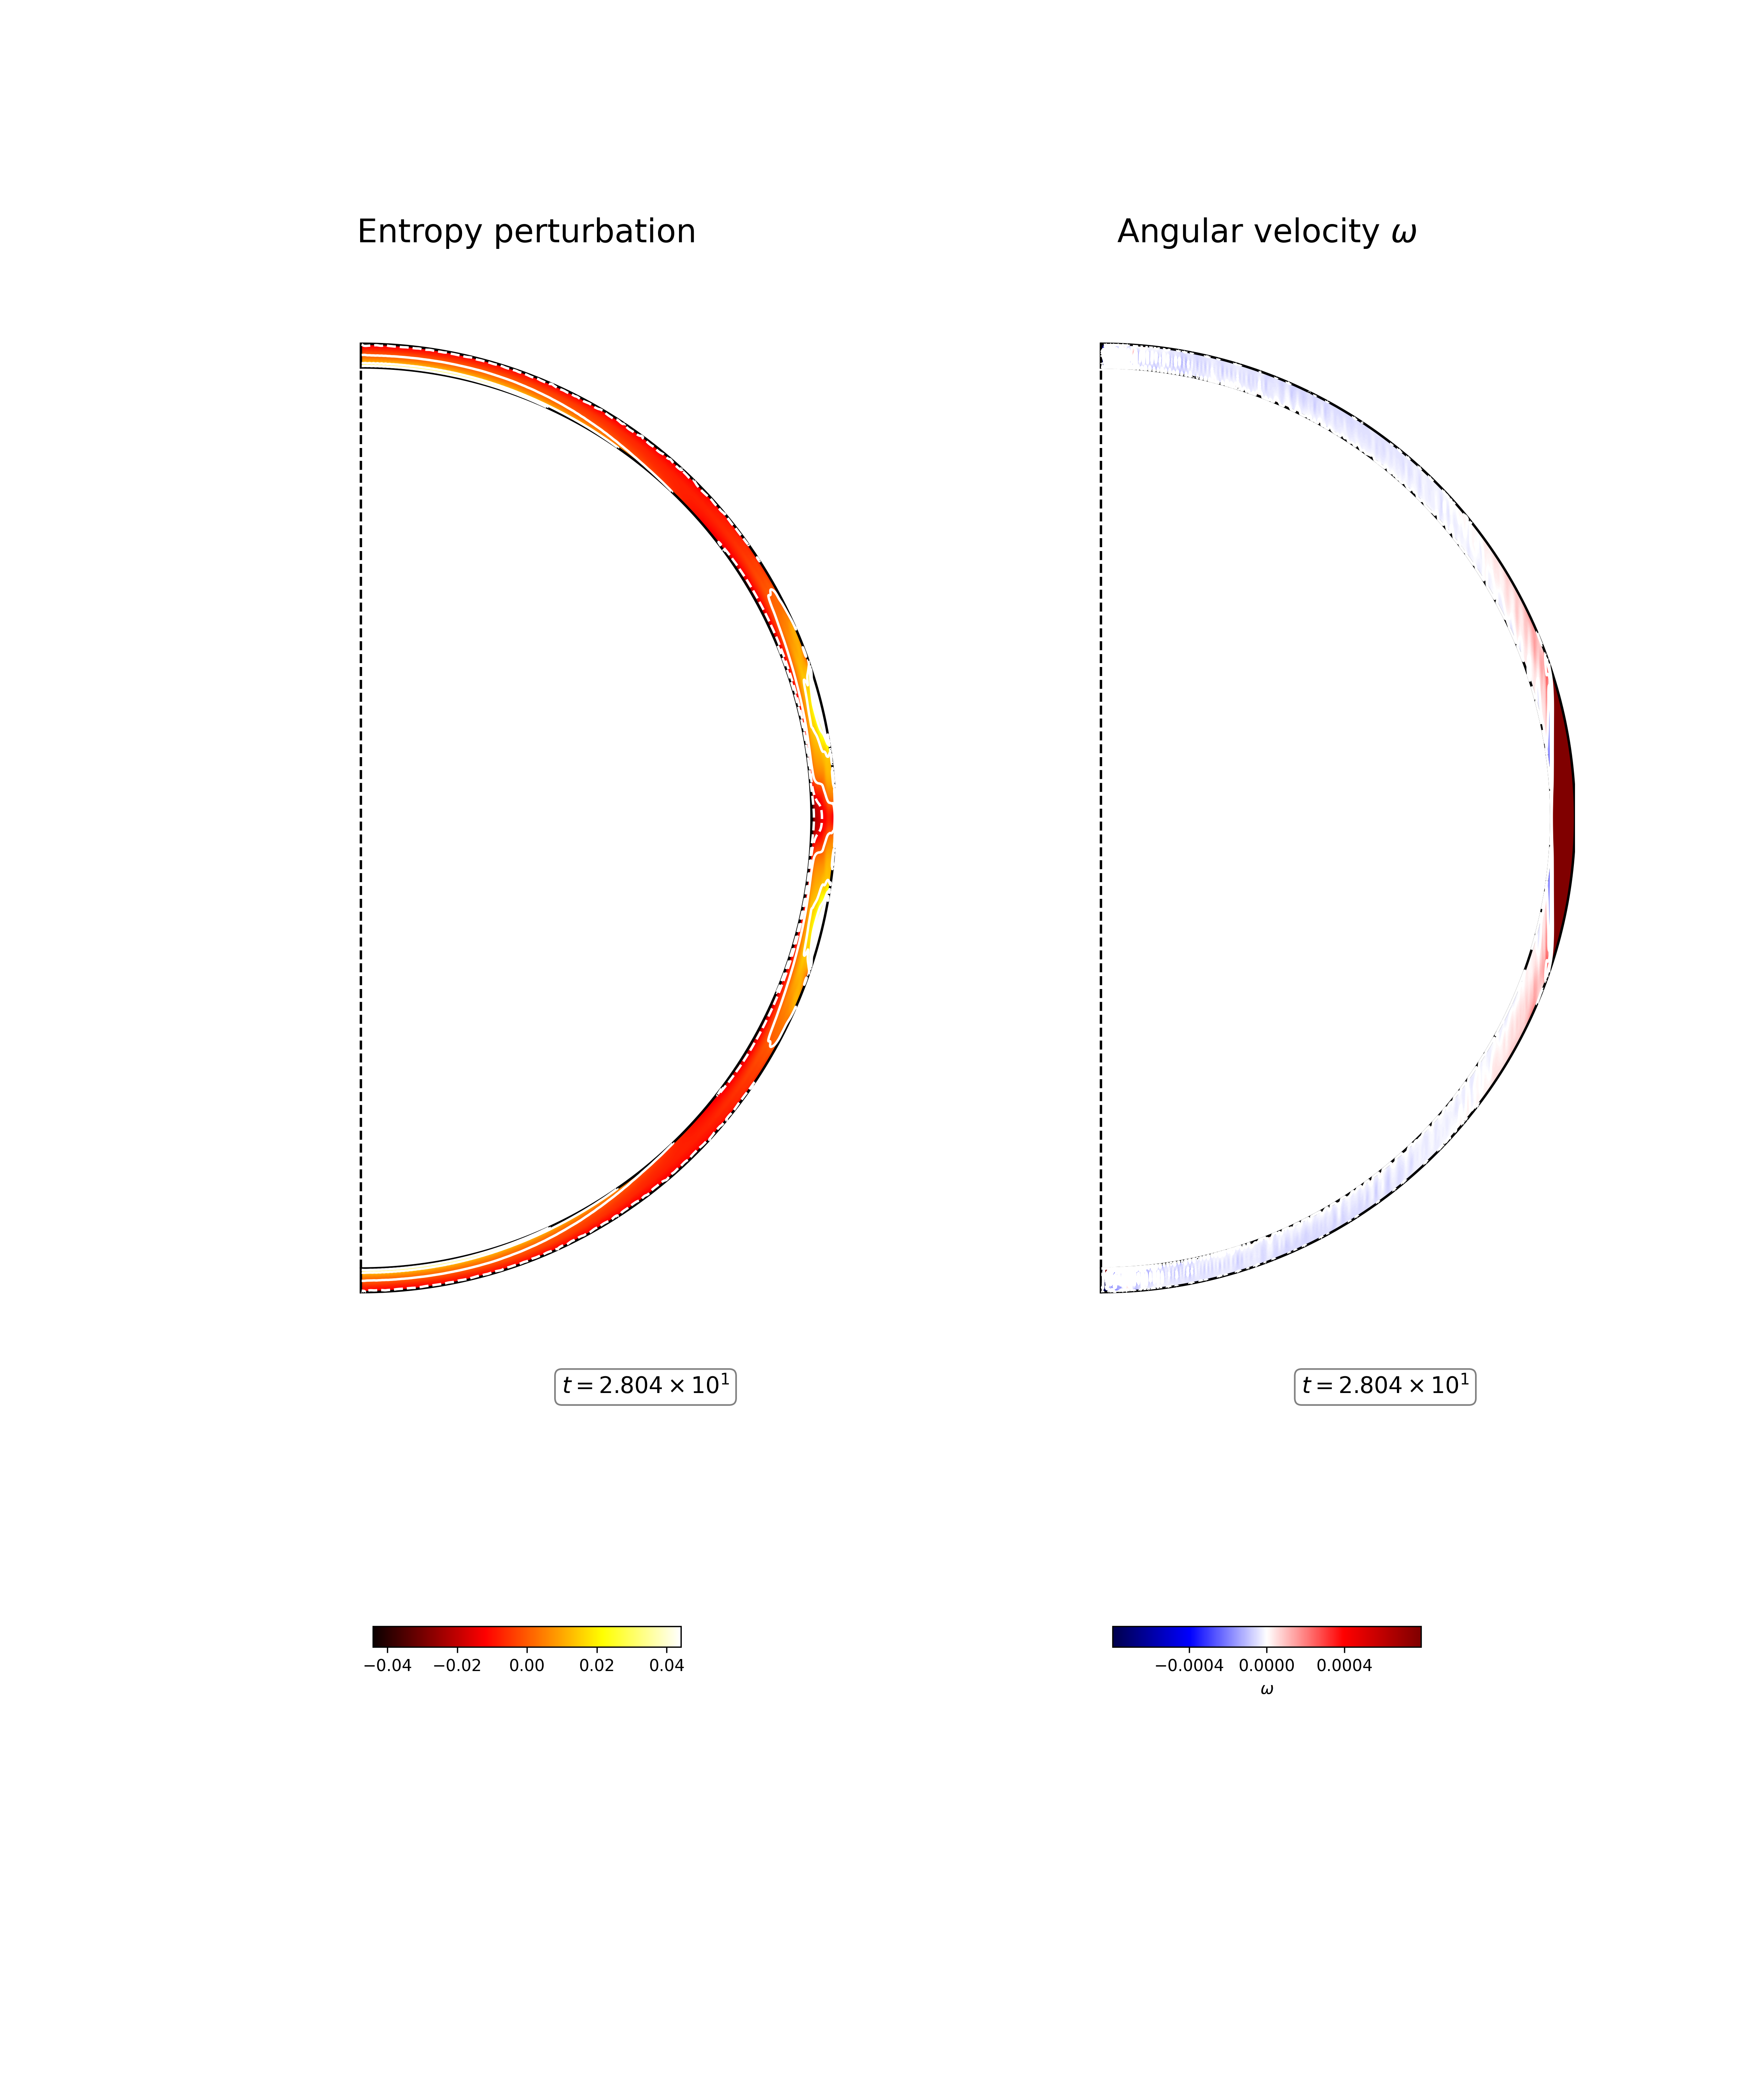 Entropy perturbation
Angular velocity ω
t = 2.804 × 10¹
t = 2.804 × 10¹
−0.04 −0.02 0.00 0.02 0.04
−0.0004 0.0000 0.0004
ω